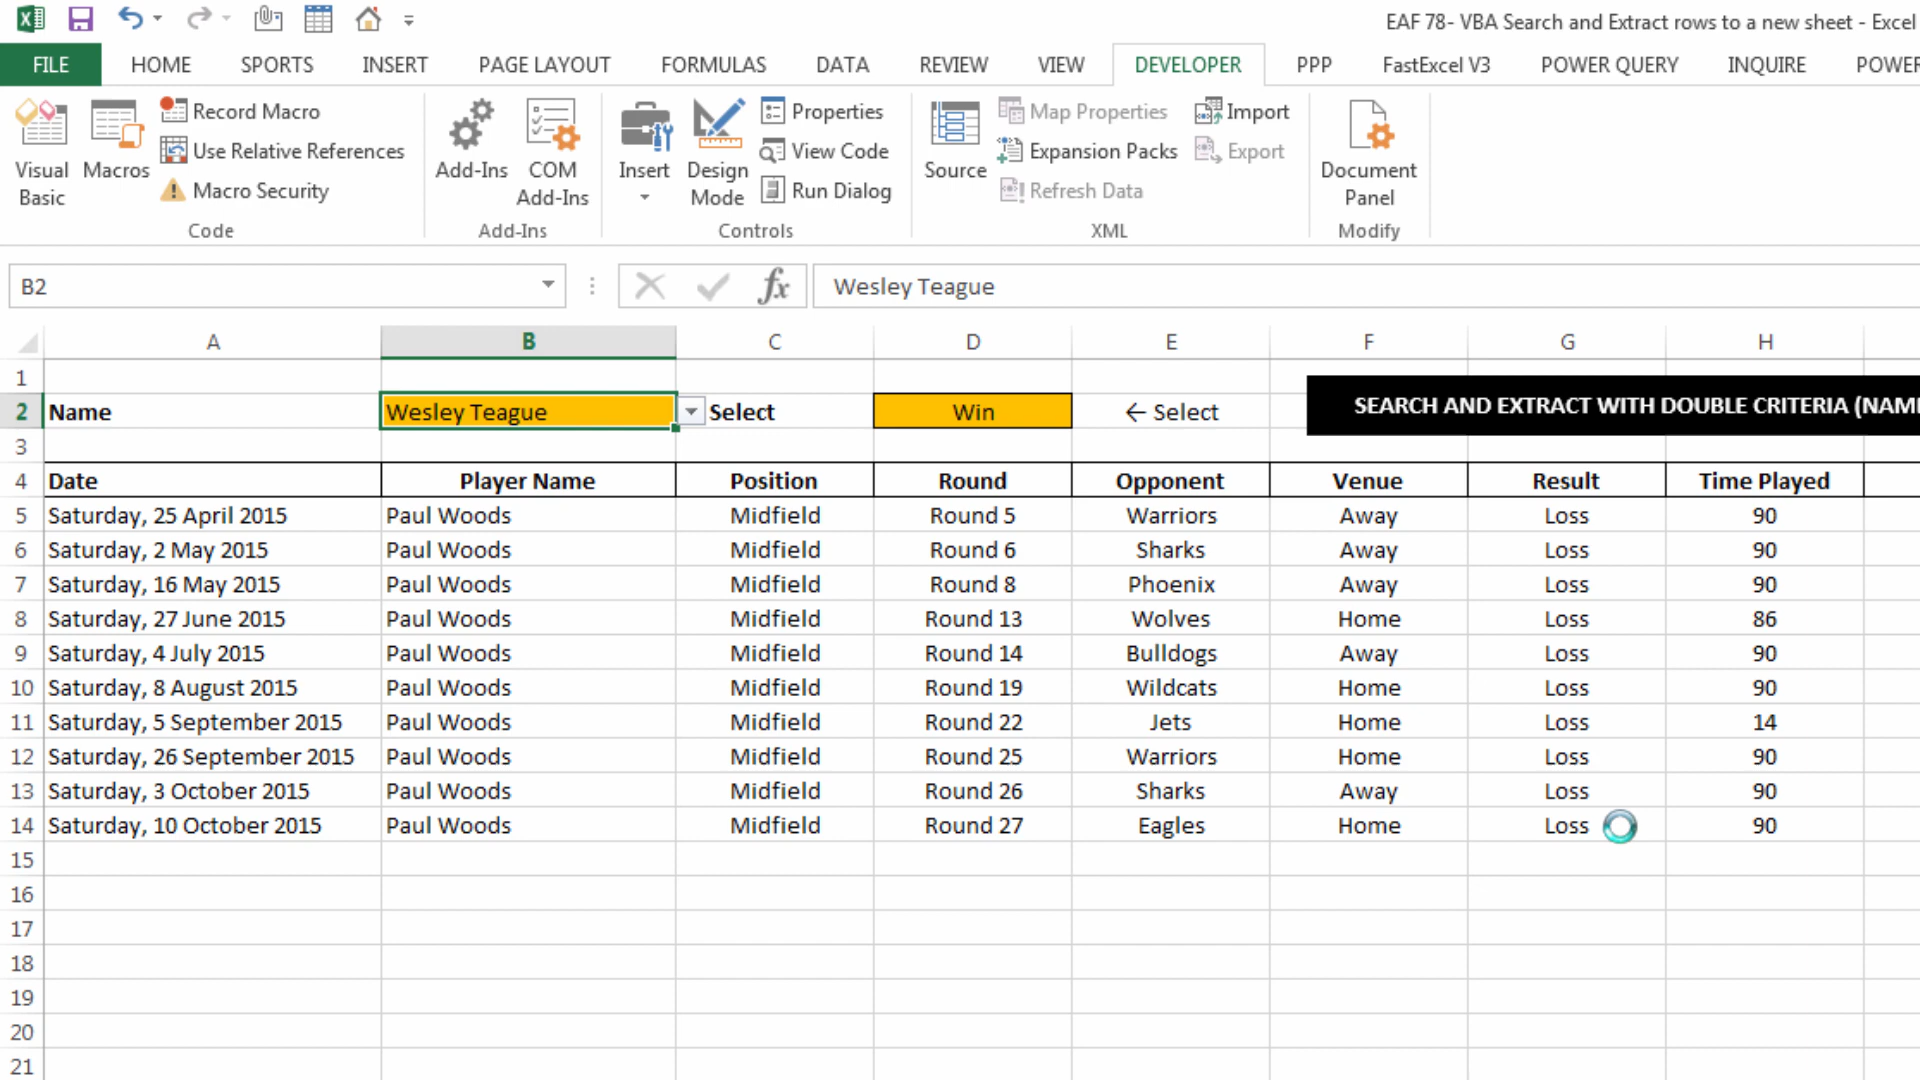 EAF 78- VBA Search and Extract rows to a new sheet - Excel
FILE HOME SPORTS INSERT PAGE LAYOUT FORMULAS DATA REVIEW VIEW DEVELOPER PPP FastExcel V3 POWER QUERY INQUIRE POWER
Visual Basic
Macros
Record Macro
Use Relative References
Macro Security
Code
Add-Ins
COM Add-Ins
Add-Ins
Insert
Design Mode
Properties
View Code
Run Dialog
Controls
Source
Map Properties
Expansion Packs
Refresh Data
Import
Export
XML
Document Panel
Modify
B2 fx Wesley Teague
A B C D E F G H
1
2 Name Wesley Teague Select Win ← Select SEARCH AND EXTRACT WITH DOUBLE CRITERIA (NAM
3
4 Date Player Name Position Round Opponent Venue Result Time Played
5 Saturday, 25 April 2015 Paul Woods Midfield Round 5 Warriors Away Loss 90
6 Saturday, 2 May 2015 Paul Woods Midfield Round 6 Sharks Away Loss 90
7 Saturday, 16 May 2015 Paul Woods Midfield Round 8 Phoenix Away Loss 90
8 Saturday, 27 June 2015 Paul Woods Midfield Round 13 Wolves Home Loss 86
9 Saturday, 4 July 2015 Paul Woods Midfield Round 14 Bulldogs Away Loss 90
10 Saturday, 8 August 2015 Paul Woods Midfield Round 19 Wildcats Home Loss 90
11 Saturday, 5 September 2015 Paul Woods Midfield Round 22 Jets Home Loss 14
12 Saturday, 26 September 2015 Paul Woods Midfield Round 25 Warriors Home Loss 90
13 Saturday, 3 October 2015 Paul Woods Midfield Round 26 Sharks Away Loss 90
14 Saturday, 10 October 2015 Paul Woods Midfield Round 27 Eagles Home Loss 90
15
16
17
18
19
20
21